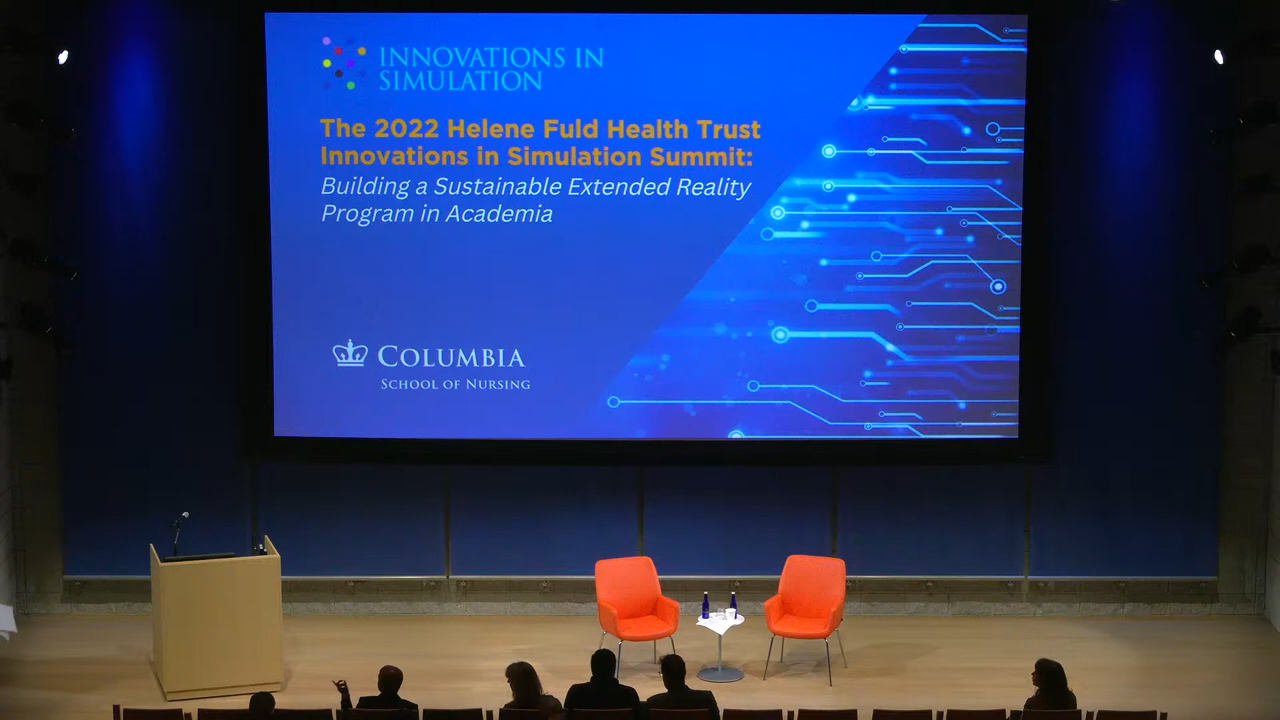 INNOVATIONS IN
SIMULATION
The 2022 Helene Fuld Health Trust
Innovations in Simulation Summit:
Building a Sustainable Extended Reality
Program in Academia
COLUMBIA
SCHOOL OF NURSING